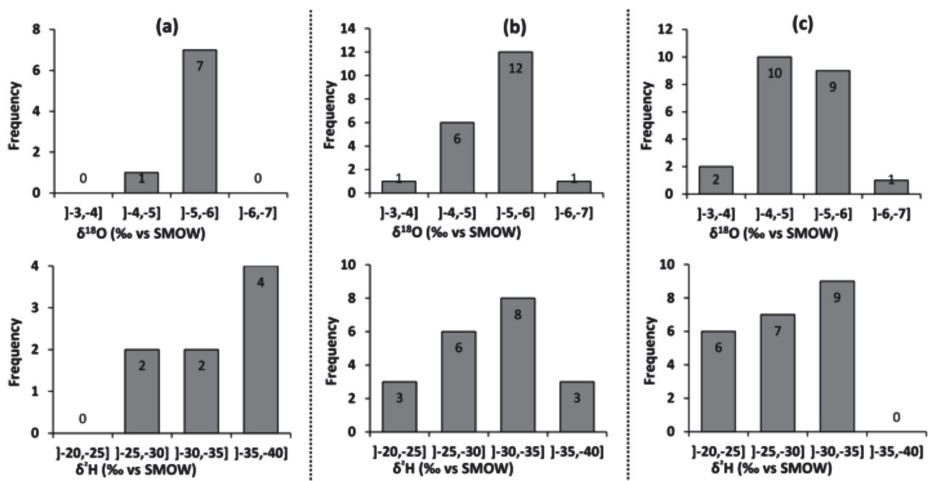 (a)
8
6
4
2
0
Frequency
0
1
7
0
]-3,-4] ]-4,-5] ]-5,-6] ]-6,-7]
δ¹⁸O (‰ vs SMOW)
(b)
14
12
10
8
6
4
2
0
Frequency
1
6
12
1
]-3,-4] ]-4,-5] ]-5,-6] ]-6,-7]
δ¹⁸O (‰ vs SMOW)
(c)
12
10
8
6
4
2
0
Frequency
2
10
9
1
]-3,-4] ]-4,-5] ]-5,-6] ]-6,-7]
δ¹⁸O (‰ vs SMOW)
4
3
2
1
0
Frequency
0
2
2
4
]-20,-25] ]-25,-30] ]-30,-35] ]-35,-40]
δ²H (‰ vs SMOW)
10
8
6
4
2
0
Frequency
3
6
8
3
]-20,-25] ]-25,-30] ]-30,-35] ]-35,-40]
δ²H (‰ vs SMOW)
10
8
6
4
2
0
Frequency
6
7
9
0
]-20,-25] ]-25,-30] ]-30,-35] ]-35,-40]
δ²H (‰ vs SMOW)